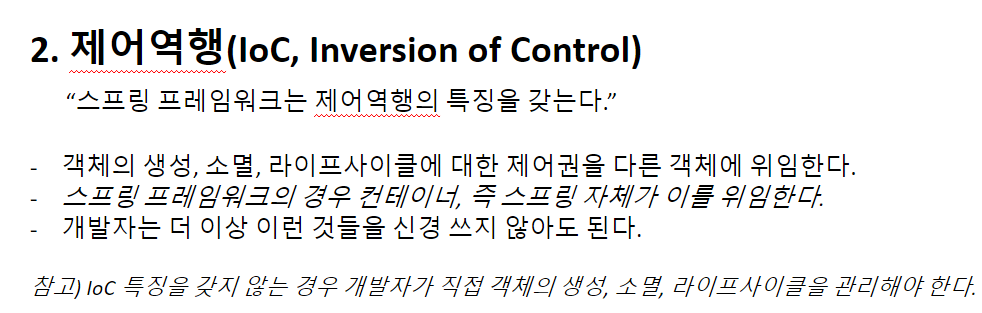 2. 제어역행(IoC, Inversion of Control)
“스프링 프레임워크는 제어역행의 특징을 갖는다.”
- 객체의 생성, 소멸, 라이프사이클에 대한 제어권을 다른 객체에 위임한다.
- 스프링 프레임워크의 경우 컨테이너, 즉 스프링 자체가 이를 위임한다.
- 개발자는 더 이상 이런 것들을 신경 쓰지 않아도 된다.
참고) IoC 특징을 갖지 않는 경우 개발자가 직접 객체의 생성, 소멸, 라이프사이클을 관리해야 한다.